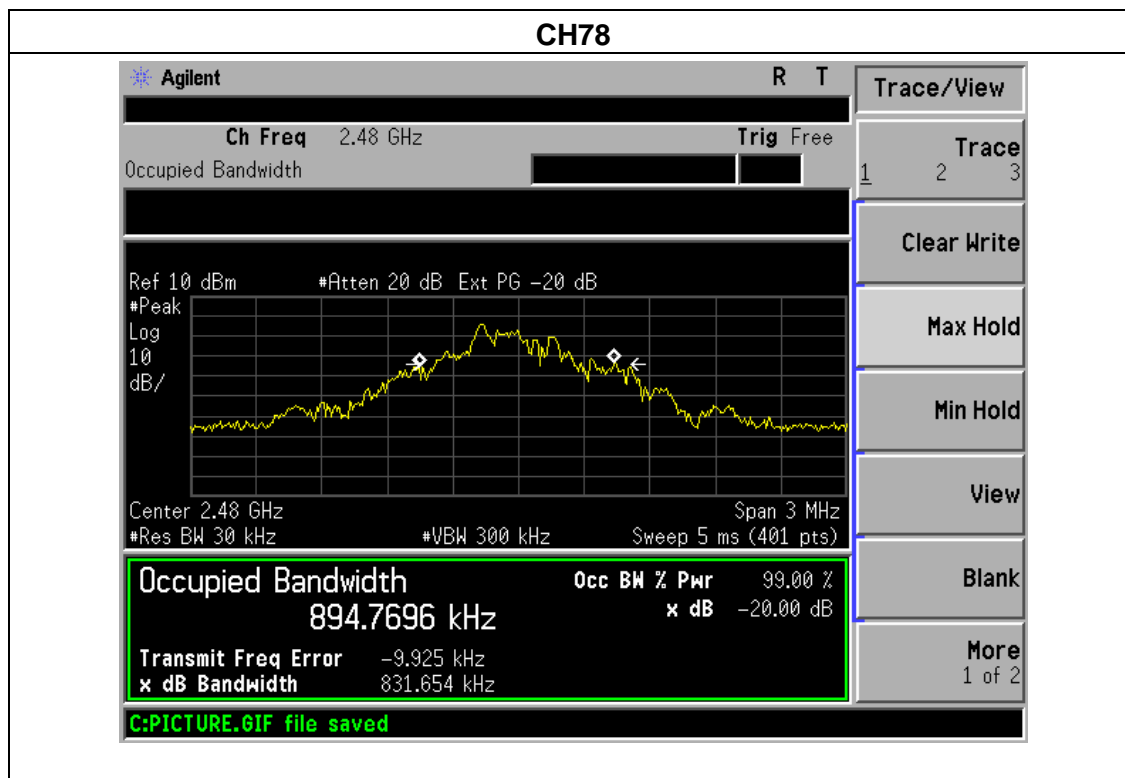 CH78
Agilent R T
Trace/View
Ch Freq 2.48 GHz Trig Free
Occupied Bandwidth
Trace
1 2 3
Clear Write
Ref 10 dBm #Atten 20 dB Ext PG -20 dB
#Peak
Log
10
dB/
Max Hold
Min Hold
View
Center 2.48 GHz Span 3 MHz
#Res BW 30 kHz #VBW 300 kHz Sweep 5 ms (401 pts)
Occupied Bandwidth Occ BW % Pwr 99.00 %
894.7696 kHz x dB -20.00 dB
Blank
Transmit Freq Error -9.925 kHz
x dB Bandwidth 831.654 kHz
More
1 of 2
C:PICTURE.GIF file saved